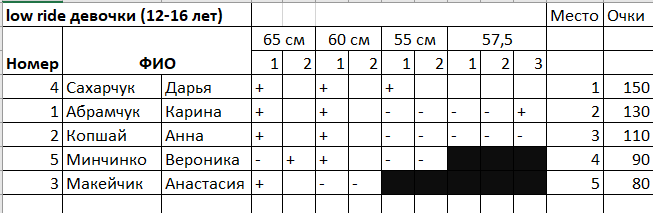 low ride девочки (12-16 лет) Место Очки
65 см 60 см 55 см 57,5
Номер ФИО 1 2 1 2 1 2 1 2 3
4 Сахарчук Дарья + + + 1 150
1 Абрамчук Карина + + - - - - + 2 130
2 Копшай Анна + + - - - - - 3 110
5 Минчинко Вероника - + + - - 4 90
3 Макейчик Анастасия + - - 5 80